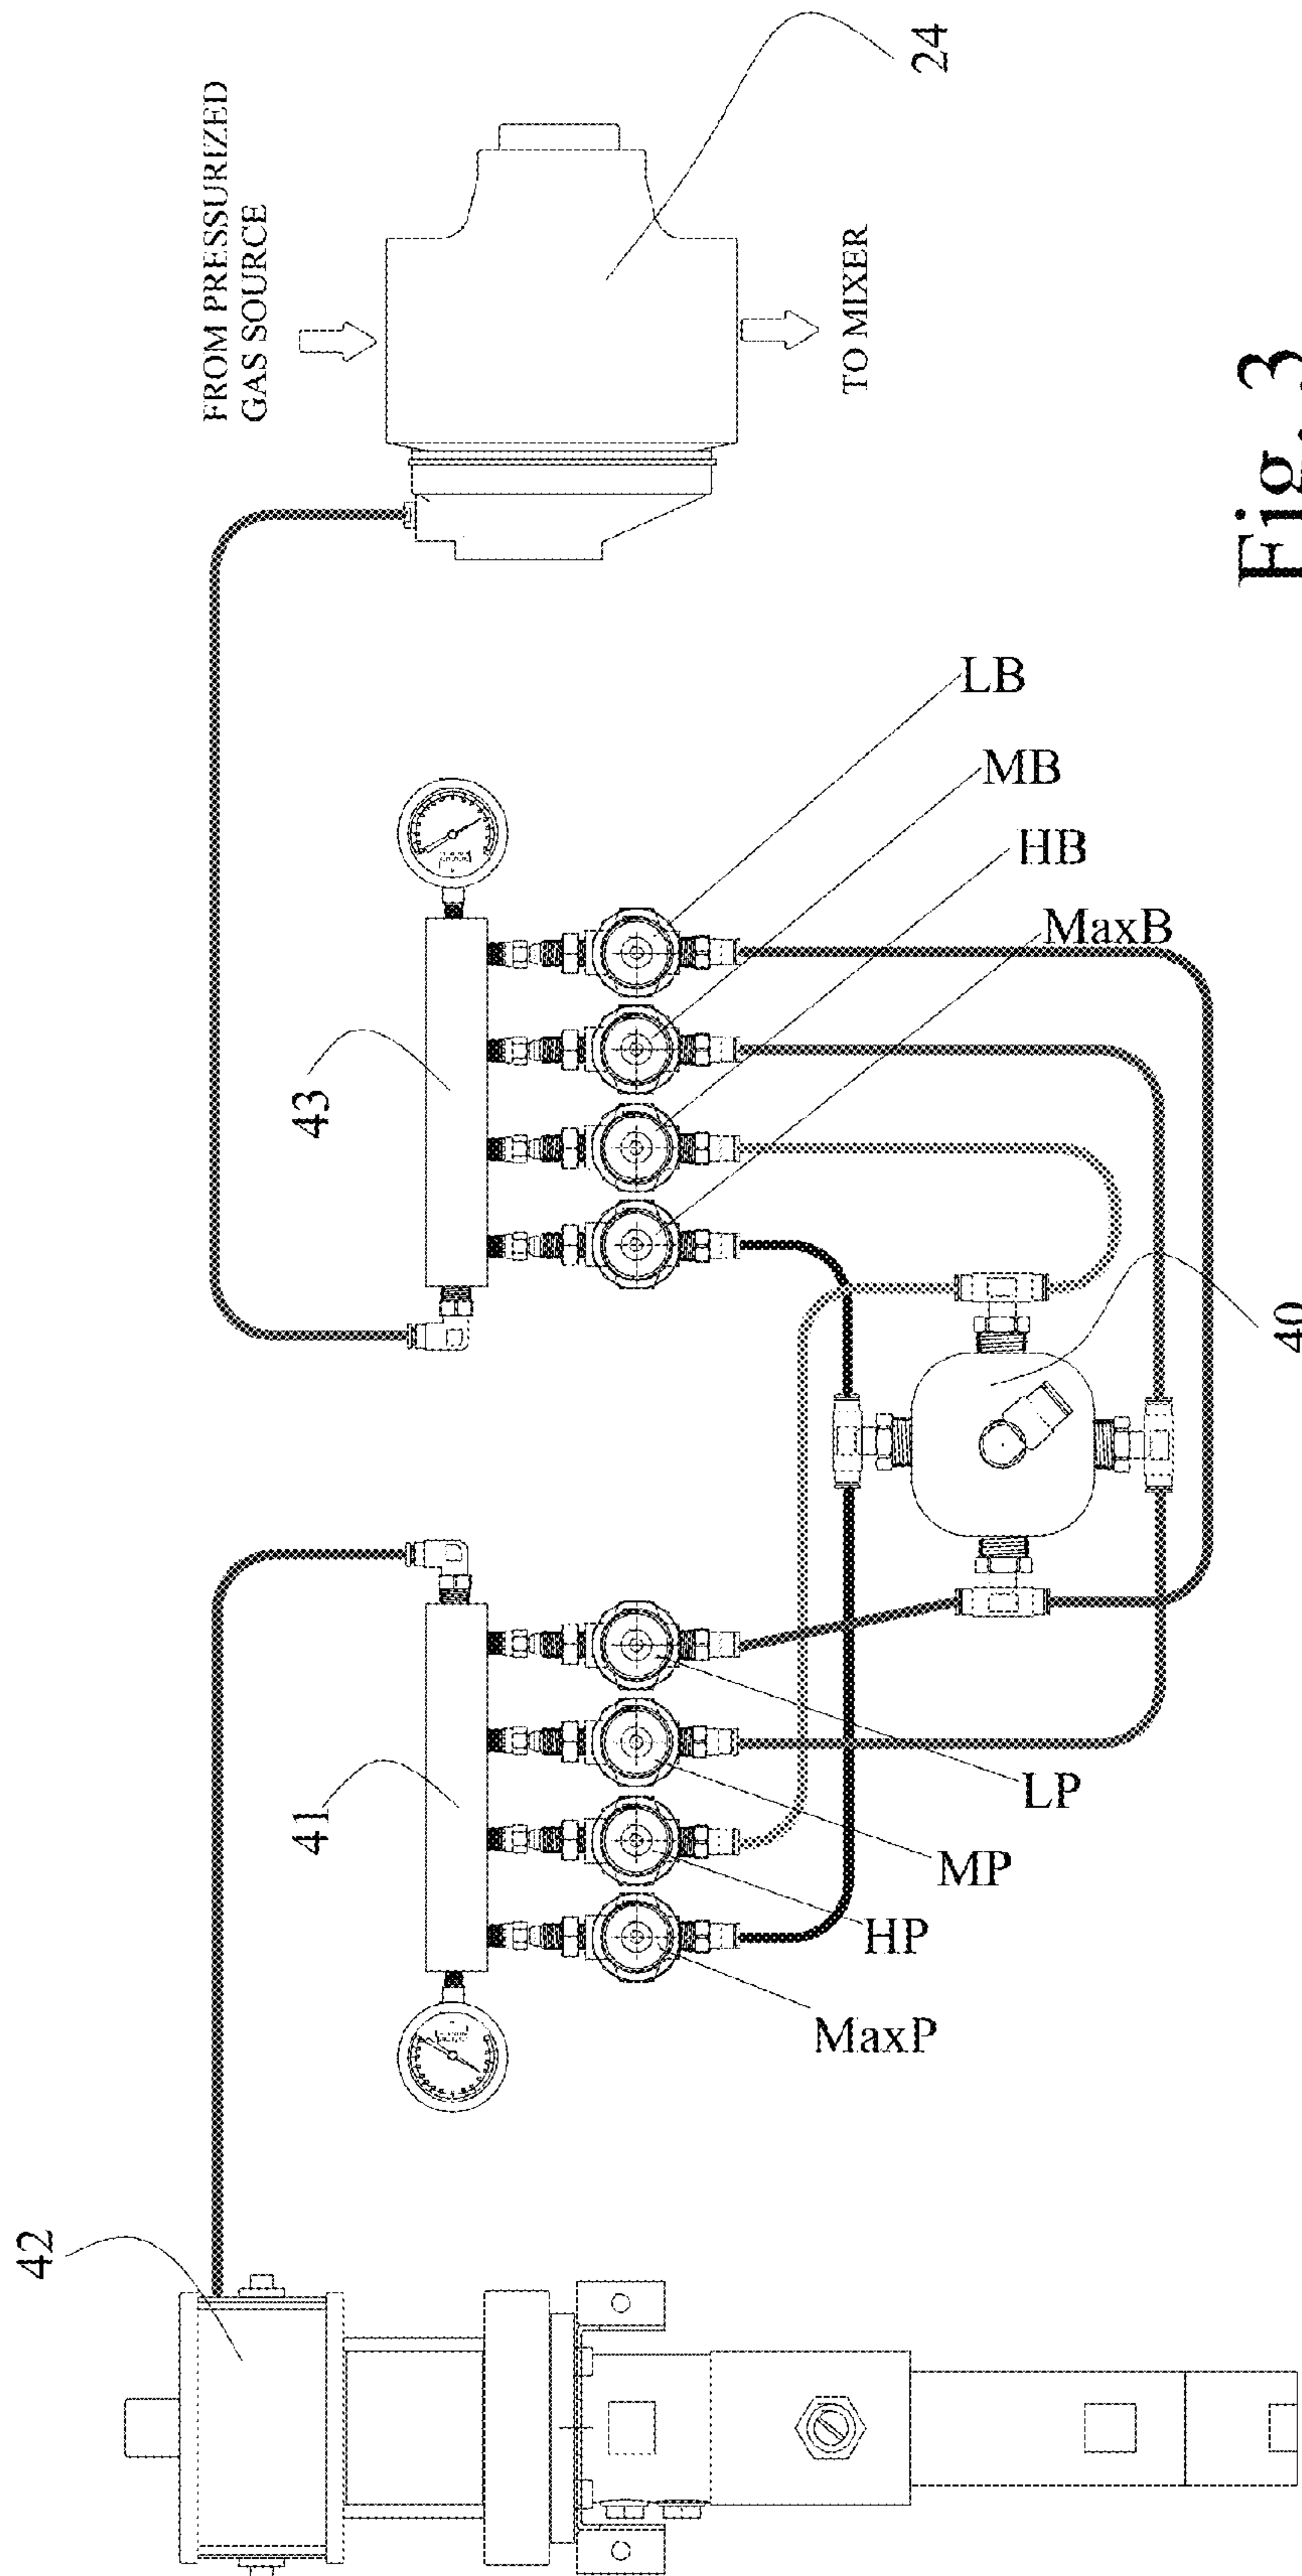 42
41
43
24
FROM PRESSURIZED
GAS SOURCE
TO MIXER
MaxP
HP
MP
LP
MaxB
HB
MB
LB
40
Fig. 3